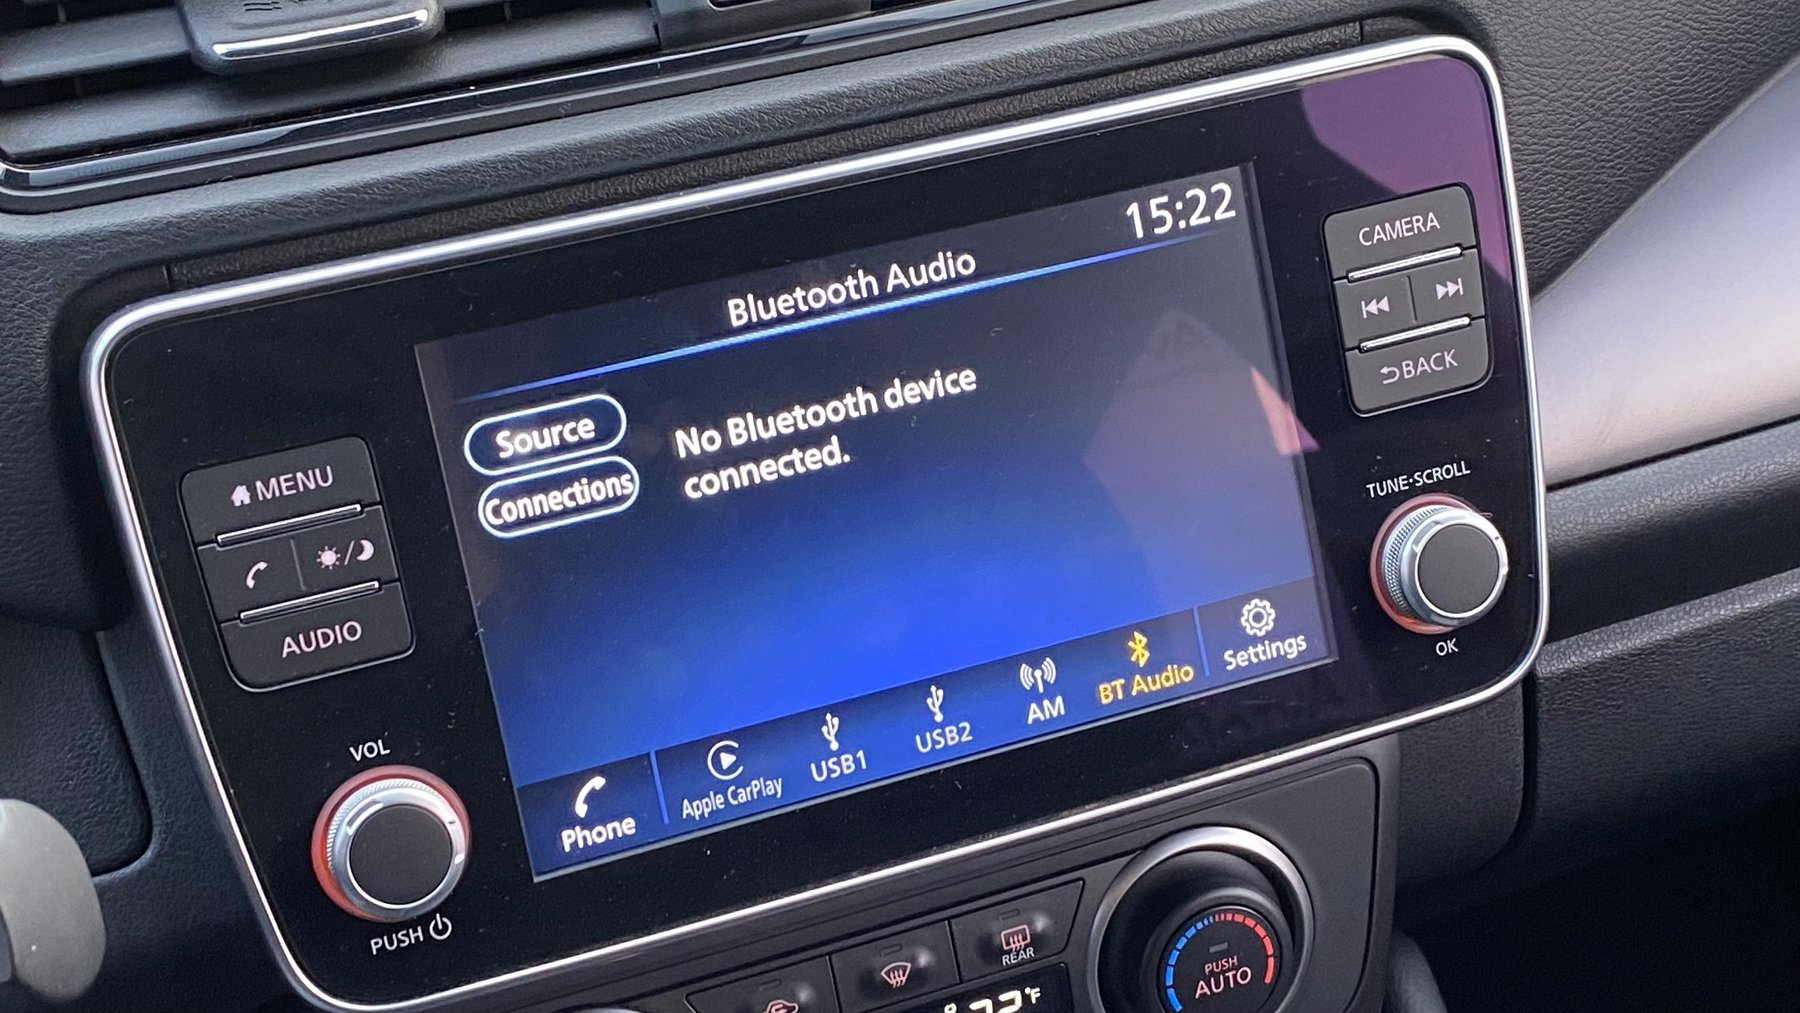 15:22
Bluetooth Audio
Source
Connections
No Bluetooth device
connected.
Phone
Apple CarPlay
USB1
USB2
AM
BT Audio
Settings
MENU
AUDIO
VOL
PUSH
CAMERA
BACK
TUNE·SCROLL
OK
REAR
PUSH
AUTO
72°F